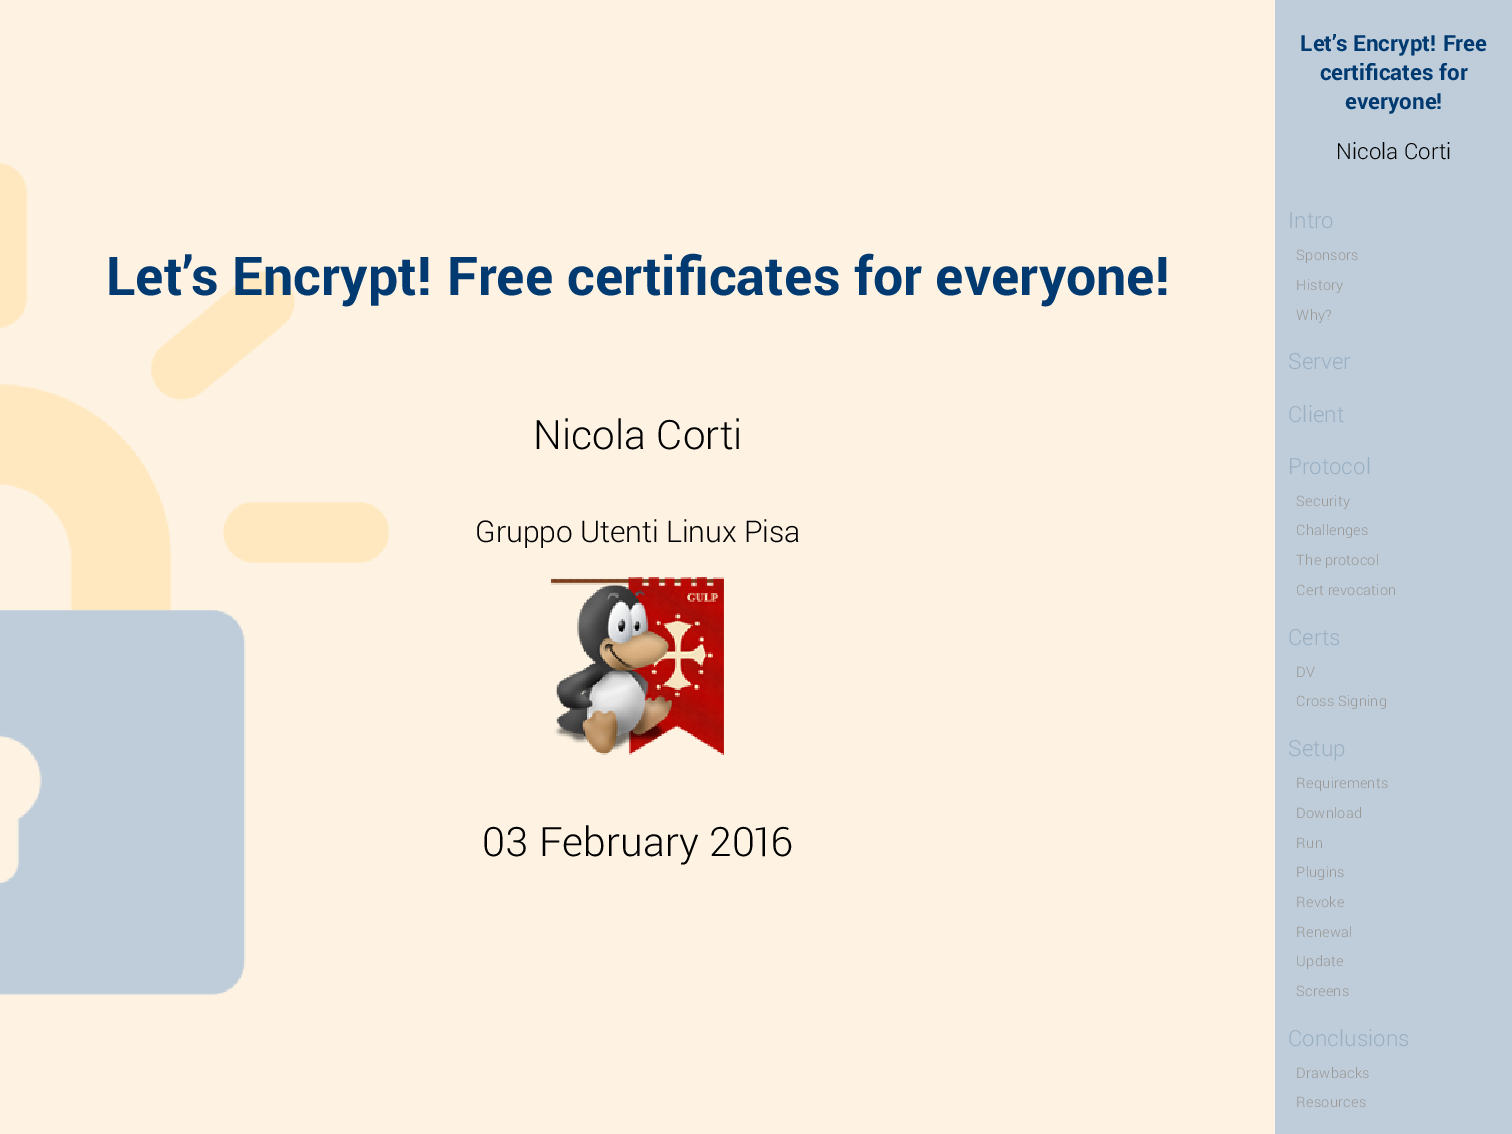 Let's Encrypt! Free certificates for everyone!
Nicola Corti
Gruppo Utenti Linux Pisa
GULP
03 February 2016
Let's Encrypt! Free
certificates for
everyone!
Nicola Corti
Intro
Sponsors
History
Why?
Server
Client
Protocol
Security
Challenges
The protocol
Cert revocation
Certs
DV
Cross Signing
Setup
Requirements
Download
Run
Plugins
Revoke
Renewal
Update
Screens
Conclusions
Drawbacks
Resources